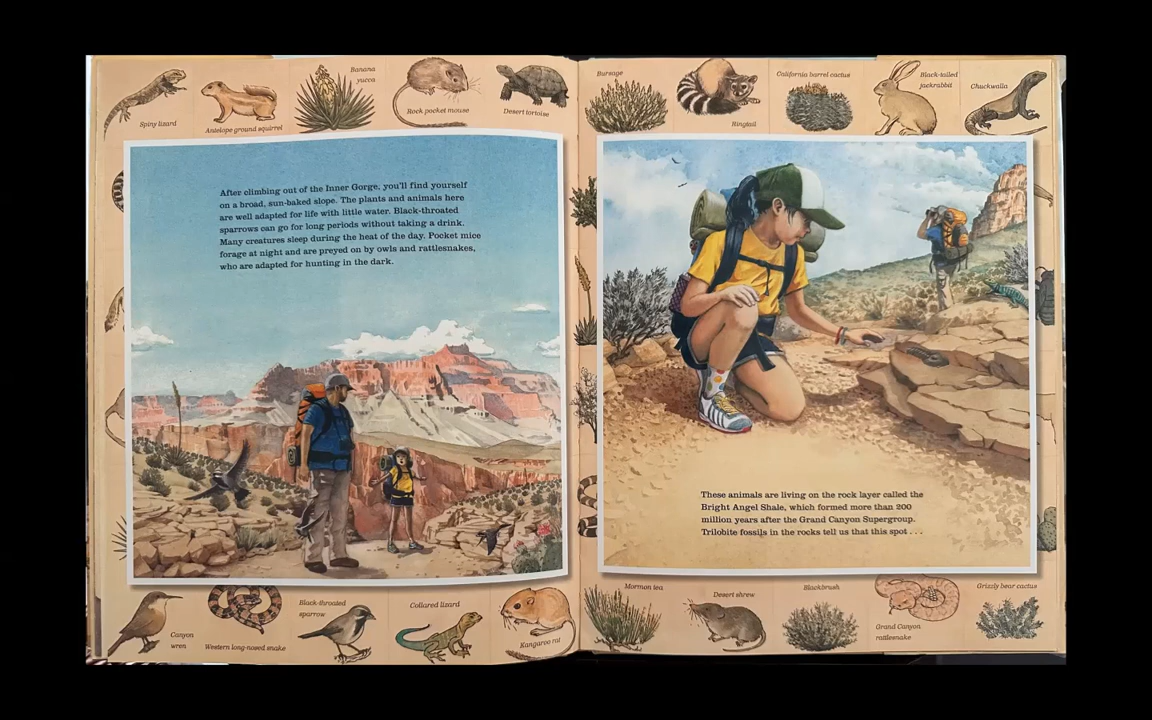 Spiny lizard
Antelope ground squirrel
Banana
yucca
Rock pocket mouse
Desert tortoise
After climbing out of the Inner Gorge, you'll find yourself
on a broad, sun-baked slope. The plants and animals here
are well adapted for life with little water. Black-throated
sparrows can go for long periods without taking a drink.
Many creatures sleep during the heat of the day. Pocket mice
forage at night and are preyed on by owls and rattlesnakes,
who are adapted for hunting in the dark.
Canyon
wren
Western long-nosed snake
Black-throated
sparrow
Collared lizard
Kangaroo rat
Bursage
Ringtail
California barrel cactus
Black-tailed
jackrabbit
Chuckwalla
These animals are living on the rock layer called the
Bright Angel Shale, which formed more than 200
million years after the Grand Canyon Supergroup.
Trilobite fossils in the rocks tell us that this spot . . .
Mormon tea
Desert shrew
Blackbrush
Grand Canyon
rattlesnake
Grizzly bear cactus